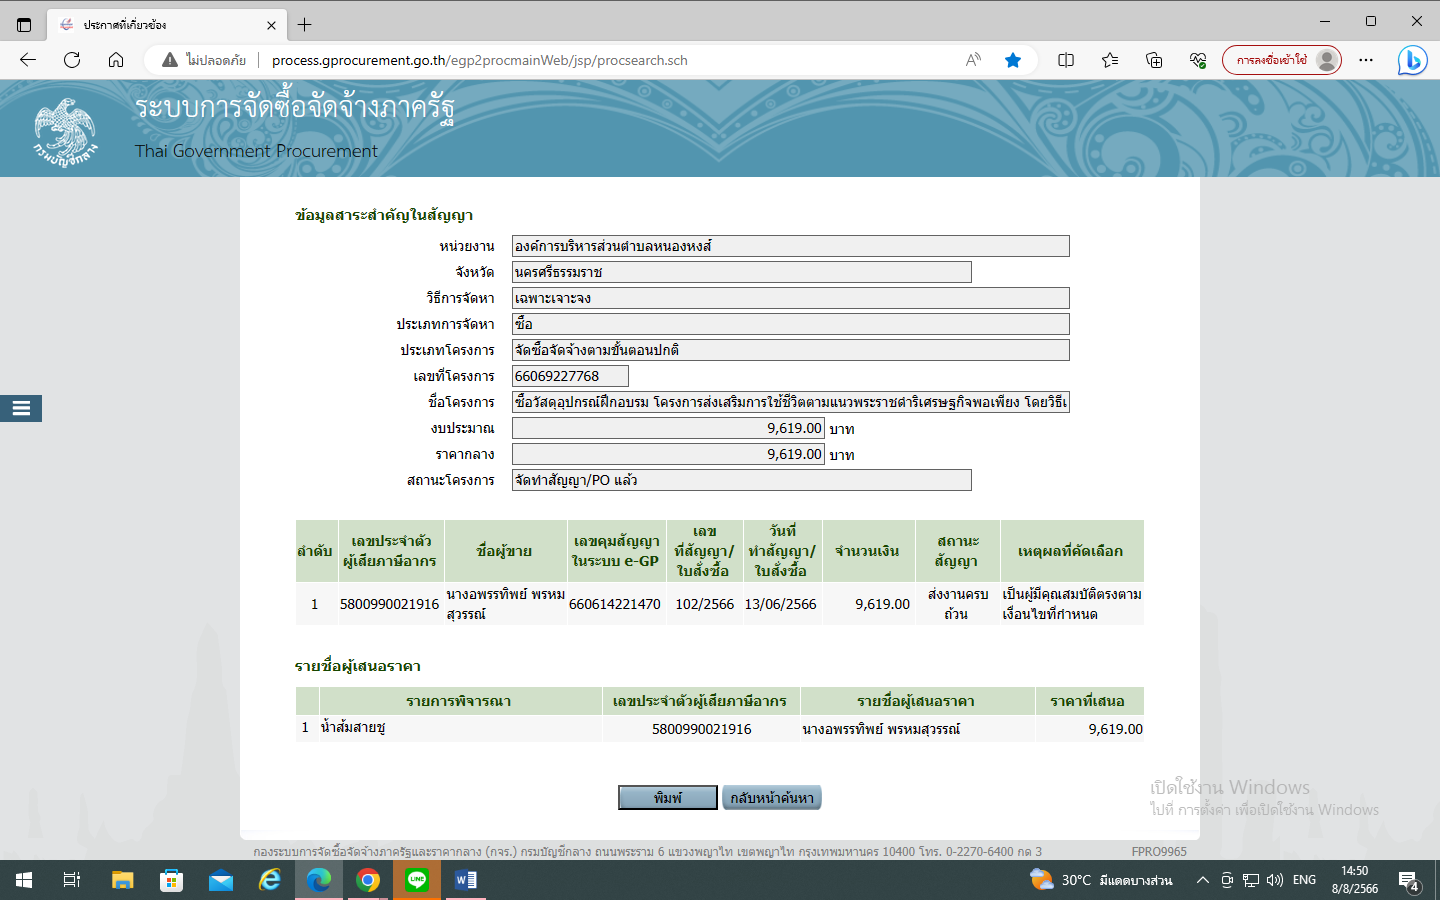 ประกาศที่เกี่ยวข้อง
ไม่ปลอดภัย
process.gprocurement.go.th/egp2procmainWeb/jsp/procsearch.sch
การลงชื่อเข้าใช้
ระบบการจัดซื้อจัดจ้างภาครัฐ
Thai Government Procurement
กรมบัญชีกลาง
ข้อมูลสาระสำคัญในสัญญา
หน่วยงาน องค์การบริหารส่วนตำบลหนองหงส์
จังหวัด นครศรีธรรมราช
วิธีการจัดหา เฉพาะเจาะจง
ประเภทการจัดหา ซื้อ
ประเภทโครงการ จัดซื้อจัดจ้างตามขั้นตอนปกติ
เลขที่โครงการ 66069227768
ชื่อโครงการ ซื้อวัสดุอุปกรณ์ฝึกอบรม โครงการส่งเสริมการใช้ชีวิตตามแนวพระราชดำริเศรษฐกิจพอเพียง โดยวิธีเ
งบประมาณ 9,619.00 บาท
ราคากลาง 9,619.00 บาท
สถานะโครงการ จัดทำสัญญา/PO แล้ว
ลำดับ เลขประจำตัวผู้เสียภาษีอากร ชื่อผู้ขาย เลขคุมสัญญาในระบบ e-GP เลขที่สัญญา/ใบสั่งซื้อ วันที่ทำสัญญา/ใบสั่งซื้อ จำนวนเงิน สถานะสัญญา เหตุผลที่คัดเลือก
1 5800990021916 นางอพรรทิพย์ พรหมสุวรรณ์ 660614221470 102/2566 13/06/2566 9,619.00 ส่งงานครบถ้วน เป็นผู้มีคุณสมบัติตรงตามเงื่อนไขที่กำหนด
รายชื่อผู้เสนอราคา
รายการพิจารณา เลขประจำตัวผู้เสียภาษีอากร รายชื่อผู้เสนอราคา ราคาที่เสนอ
1 น้ำส้มสายชู 5800990021916 นางอพรรทิพย์ พรหมสุวรรณ์ 9,619.00
พิมพ์ กลับหน้าค้นหา
เปิดใช้งาน Windows
ไปที่ การตั้งค่า เพื่อเปิดใช้งาน Windows
กองระบบการจัดซื้อจัดจ้างภาครัฐและราคากลาง (กจร.) กรมบัญชีกลาง ถนนพระราม 6 แขวงพญาไท เขตพญาไท กรุงเทพมหานคร 10400 โทร. 0-2270-6400 กด 3 FPRO9965
30°C มีแดดบางส่วน ENG 14:50
8/8/2566
4